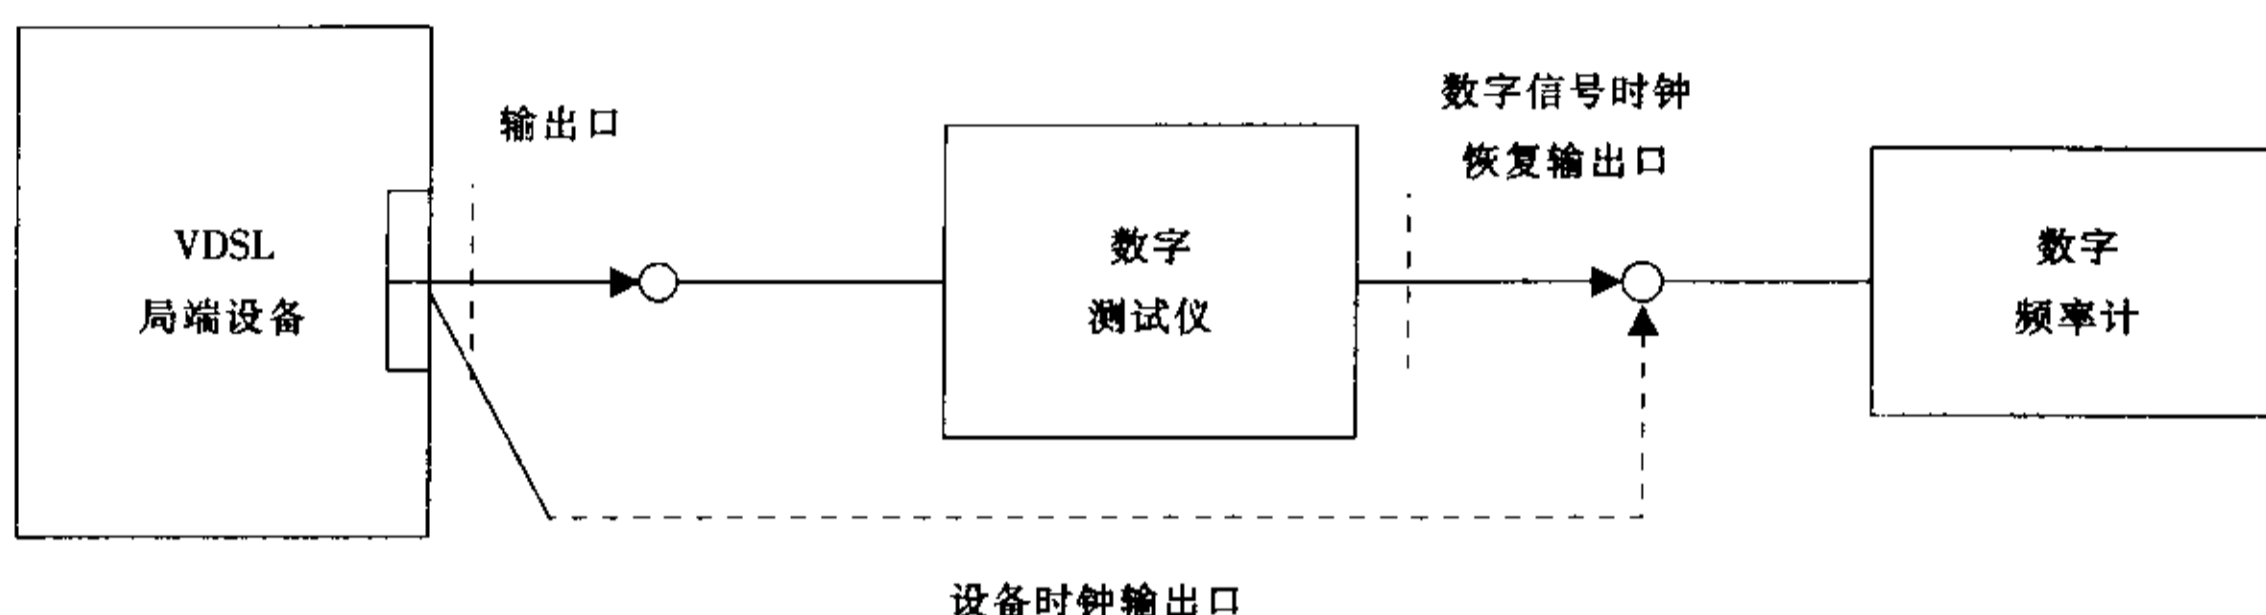 VDSL
局端设备
输出口
数字
测试仪
数字信号时钟
恢复输出口
数字
频率计
设备时钟输出口